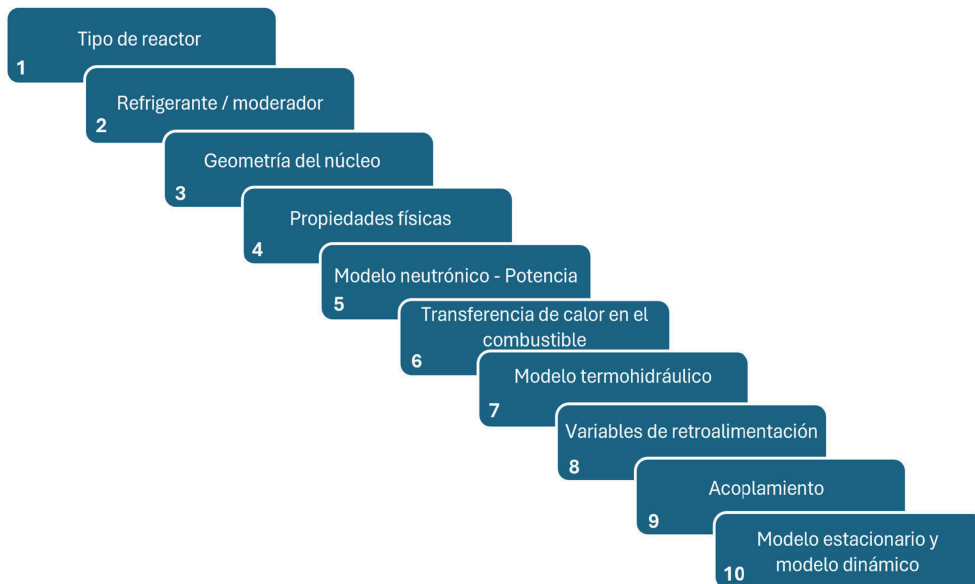 Tipo de reactor
1
Refrigerante / moderador
2
Geometría del núcleo
3
Propiedades físicas
4
Modelo neutrónico - Potencia
5
Transferencia de calor en el
combustible
6
Modelo termohidráulico
7
Variables de retroalimentación
8
Acoplamiento
9
Modelo estacionario y
modelo dinámico
10